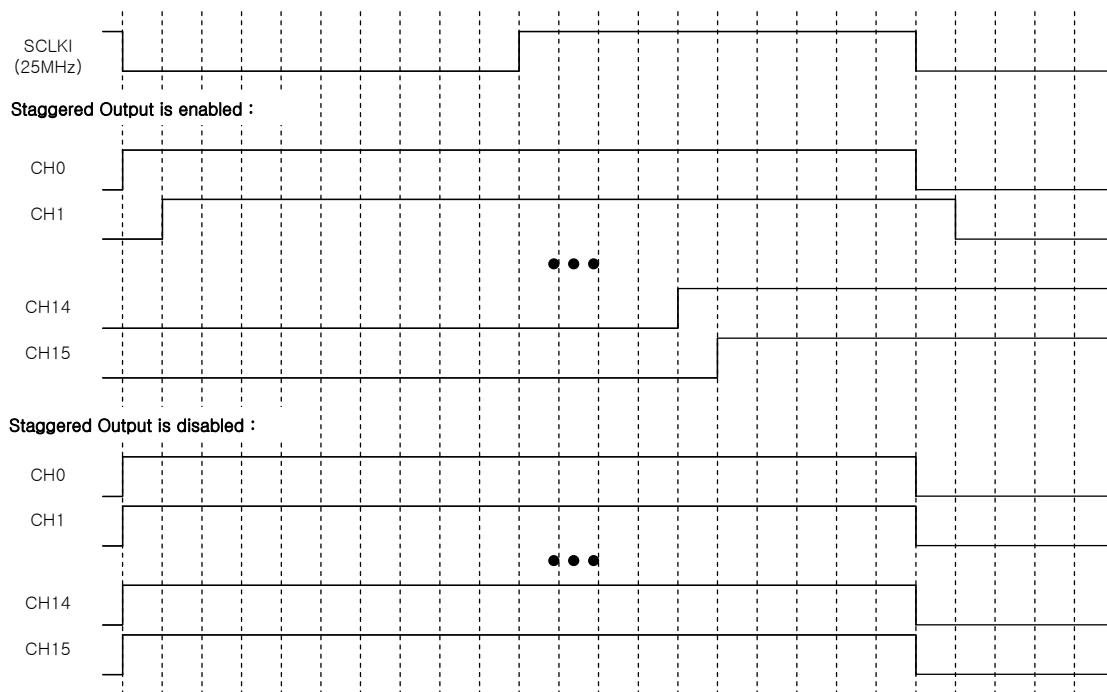 SCLKI
(25MHz)
Staggered Output is enabled :
CH0
CH1
CH14
CH15
Staggered Output is disabled :
CH0
CH1
CH14
CH15